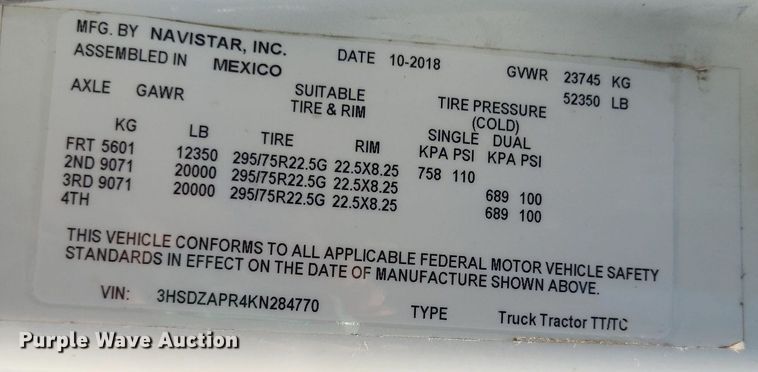 MFG. BY NAVISTAR, INC. DATE 10-2018 GVWR 23745 KG
ASSEMBLED IN MEXICO 52350 LB
AXLE GAWR SUITABLE TIRE PRESSURE
TIRE & RIM (COLD)
KG LB TIRE RIM SINGLE DUAL
KPA PSI KPA PSI
FRT 5601 12350 295/75R22.5G 22.5X8.25 758 110
2ND 9071 20000 295/75R22.5G 22.5X8.25 689 100
3RD 9071 20000 295/75R22.5G 22.5X8.25 689 100
4TH
THIS VEHICLE CONFORMS TO ALL APPLICABLE FEDERAL MOTOR VEHICLE SAFETY
STANDARDS IN EFFECT ON THE DATE OF MANUFACTURE SHOWN ABOVE.
VIN: 3HSDZAPR4KN284770 TYPE Truck Tractor TT/TC
Purple Wave Auction